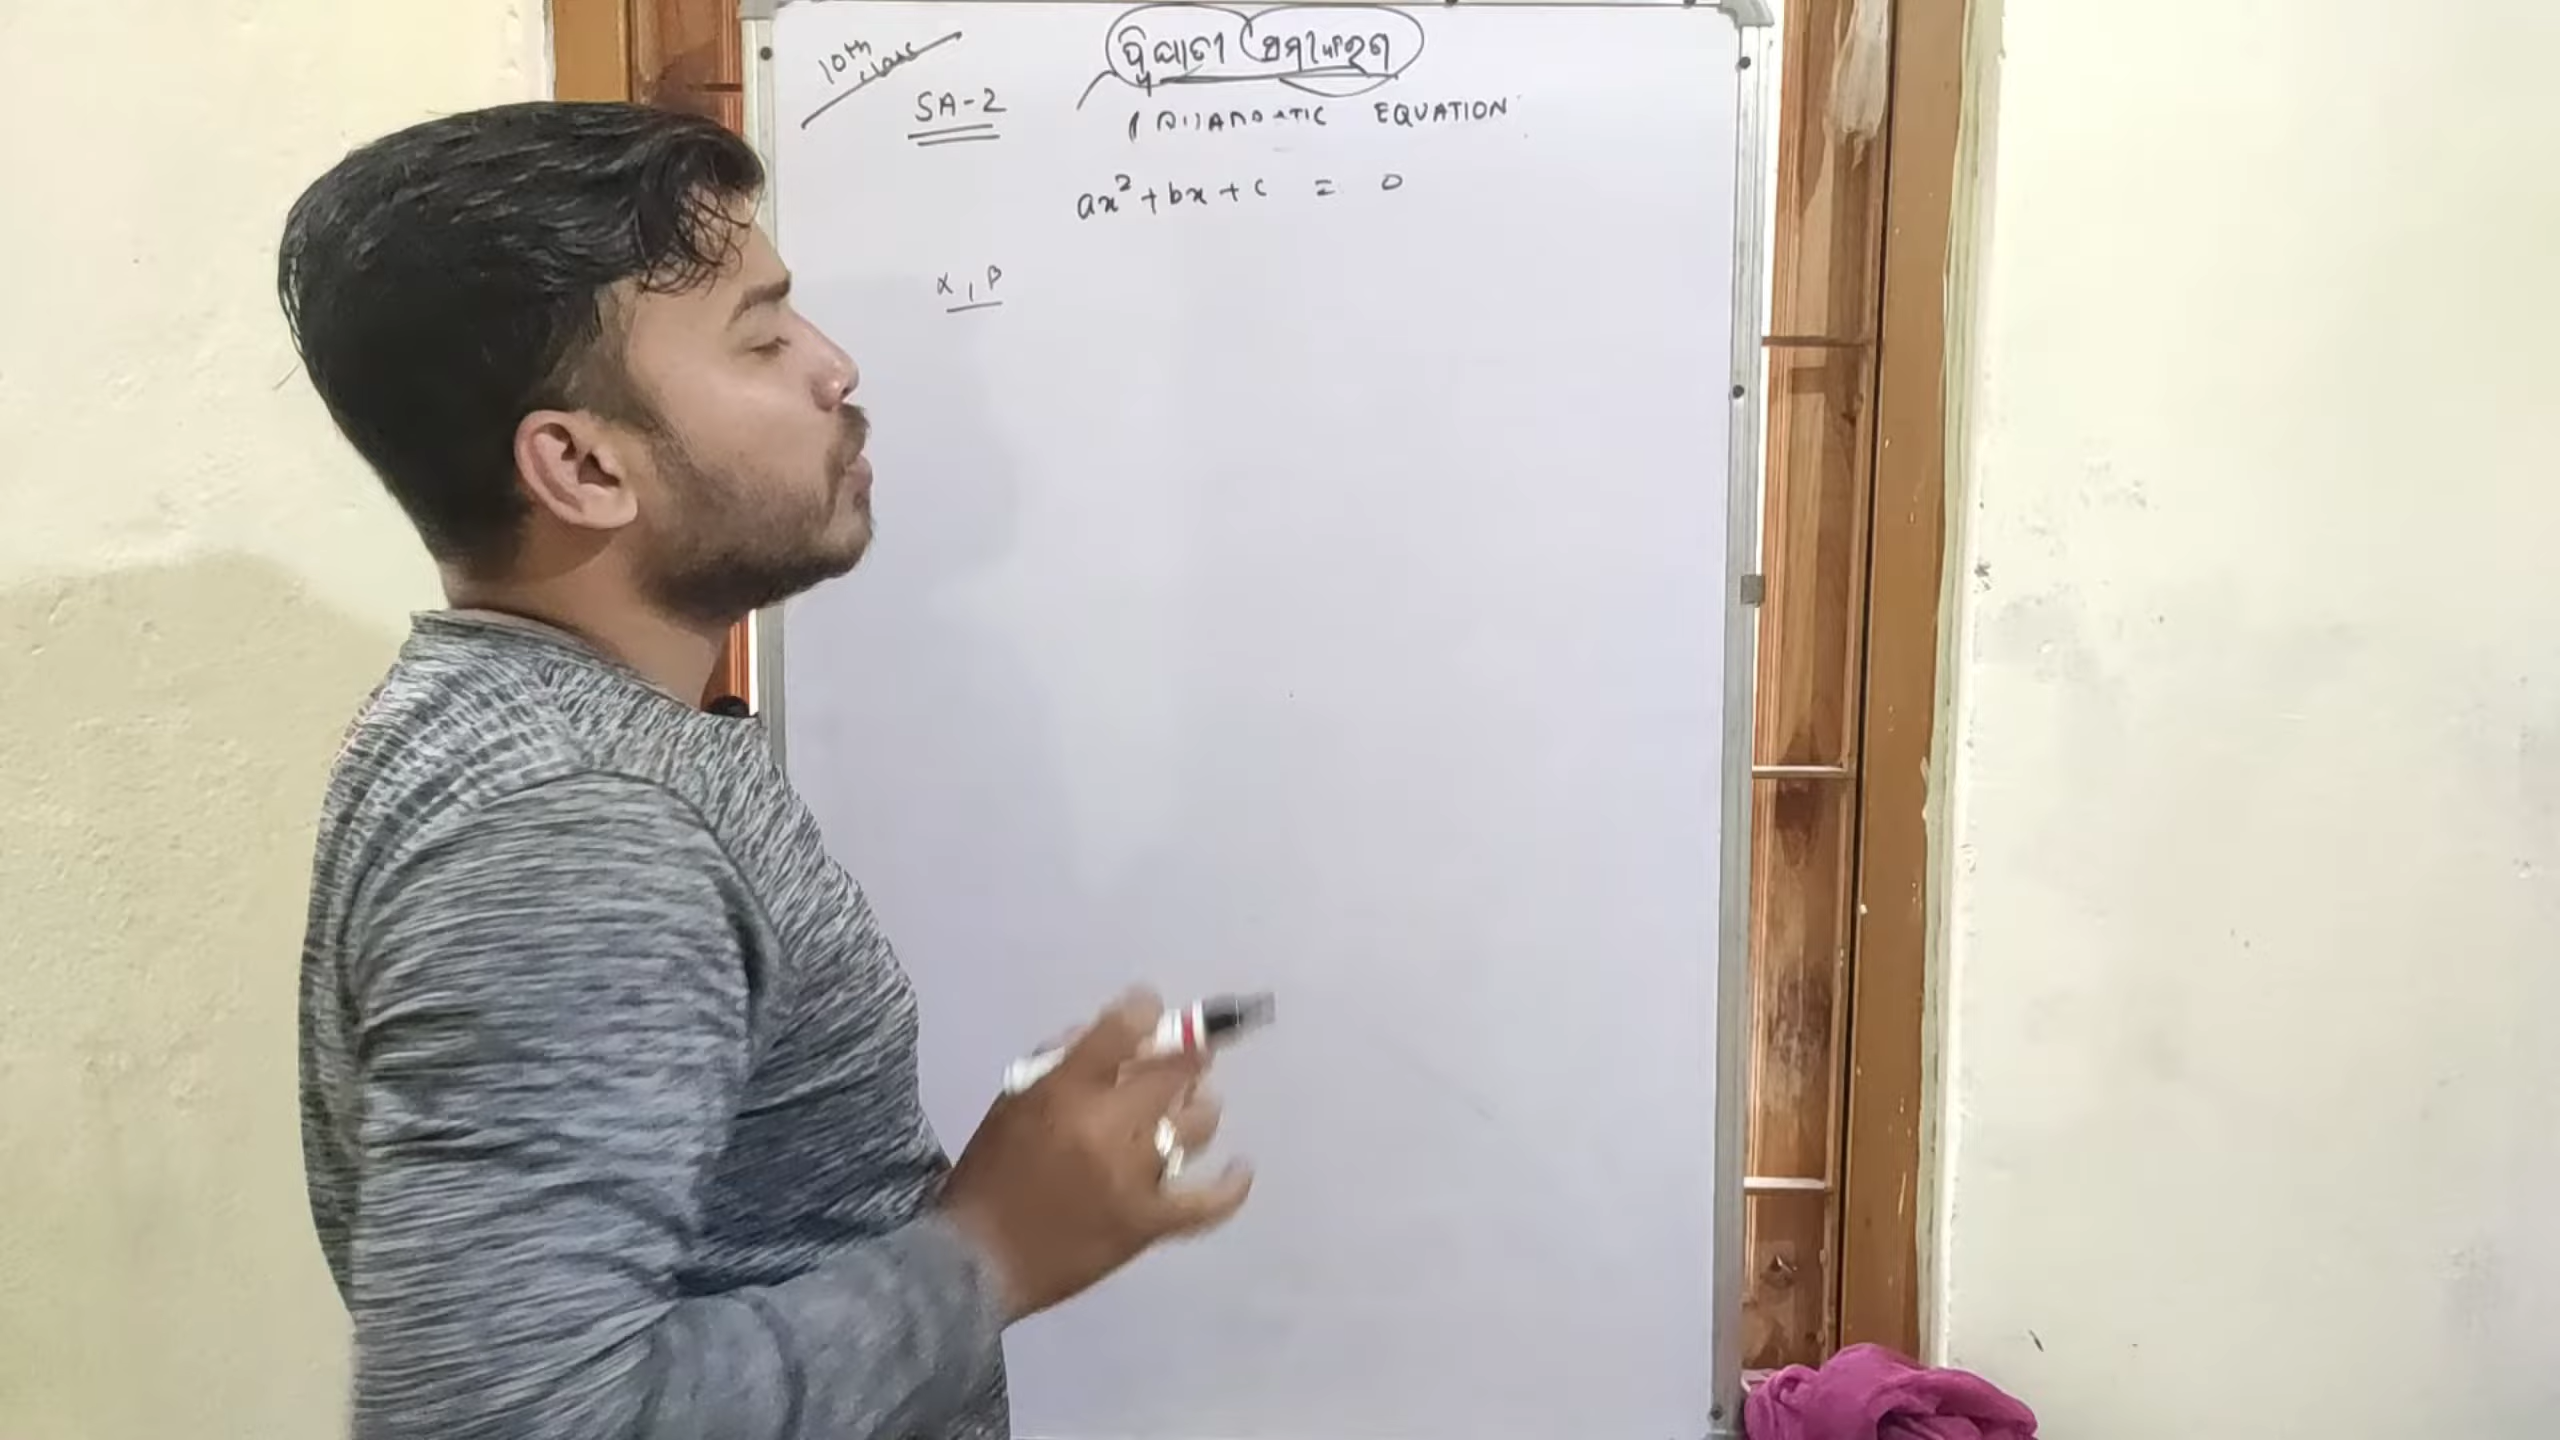 10th class
ଦ୍ୱିଘାତୀ ସମୀକରଣ
SA-2
(QUADRATIC EQUATION
ax² + bx + c = 0
α, β